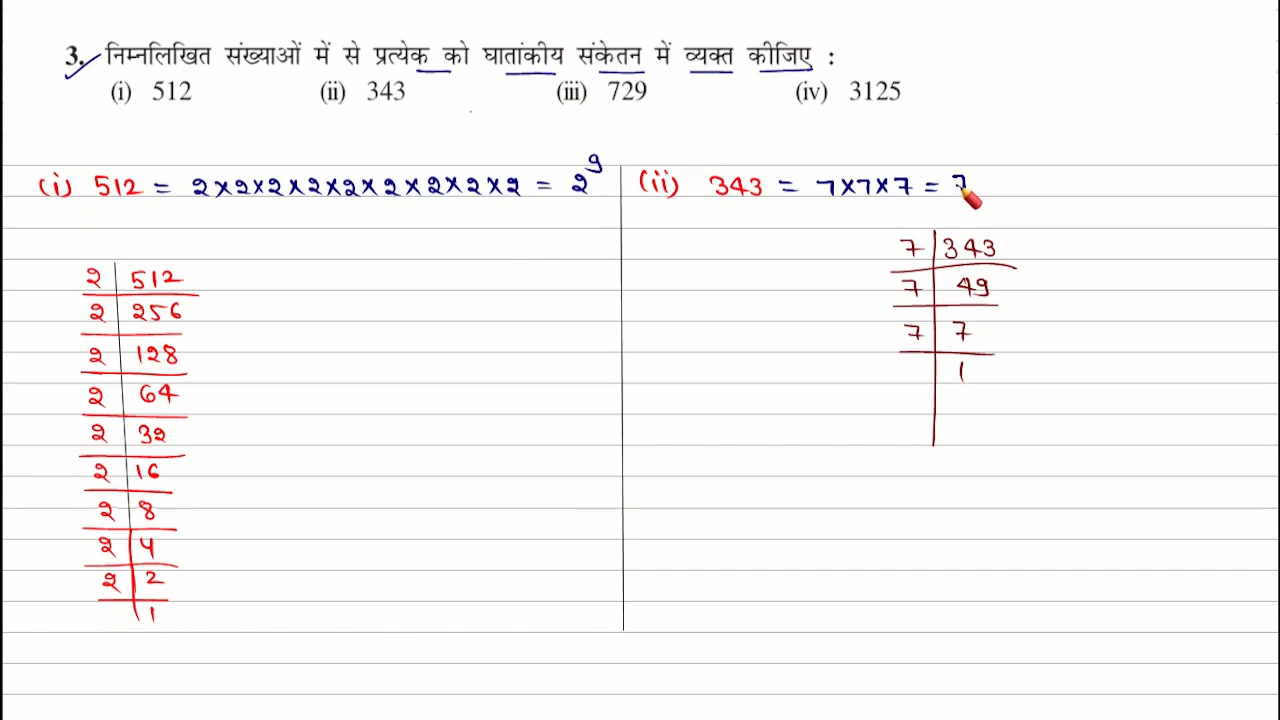 3. निम्नलिखित संख्याओं में से प्रत्येक को घातांकीय संकेतन में व्यक्त कीजिए :
(i) 512 (ii) 343 (iii) 729 (iv) 3125
(i) 512 = 2×2×2×2×2×2×2×2×2 = 2⁹
(ii) 343 = 7×7×7 = 7
2 | 512
2 | 256
2 | 128
2 | 64
2 | 32
2 | 16
2 | 8
2 | 4
2 | 2
1
7 | 343
7 | 49
7 | 7
1